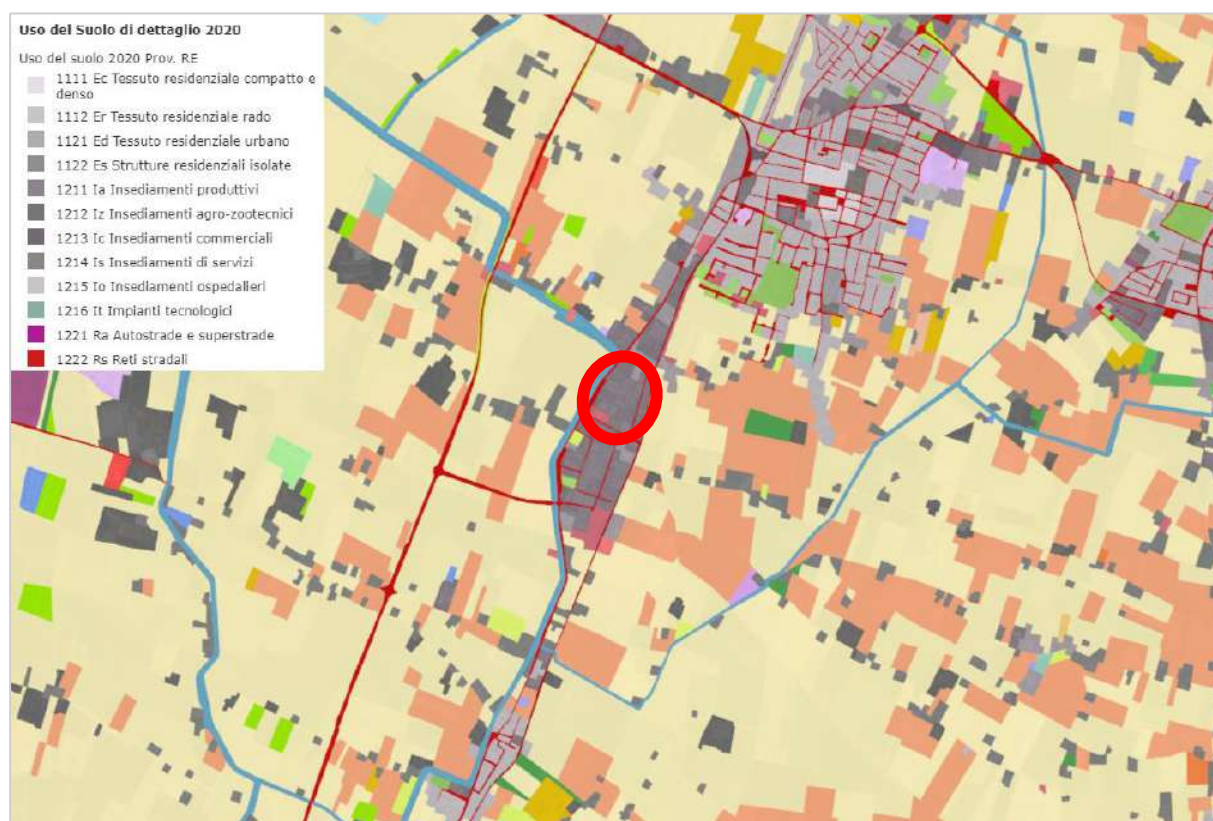 Uso del Suolo di dettaglio 2020
Uso del suolo 2020 Prov. RE
1111 Ec Tessuto residenziale compatto e
denso
1112 Er Tessuto residenziale rado
1121 Ed Tessuto residenziale urbano
1122 Es Strutture residenziali isolate
1211 Ia Insediamenti produttivi
1212 Iz Insediamenti agro-zootecnici
1213 Ic Insediamenti commerciali
1214 Is Insediamenti di servizi
1215 Io Insediamenti ospedalieri
1216 It Impianti tecnologici
1221 Ra Autostrade e superstrade
1222 Rs Reti stradali